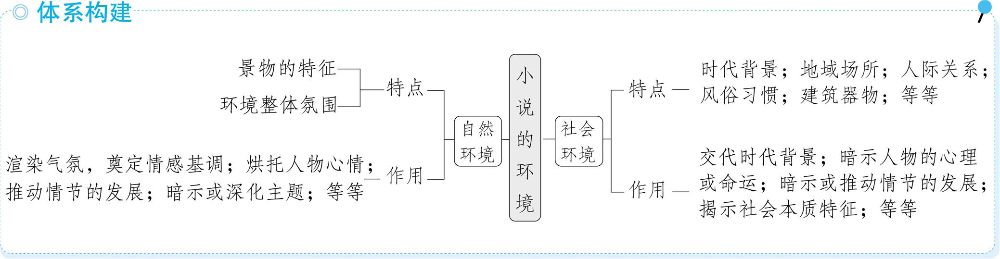 体系构建
景物的特征
环境整体氛围
特点
渲染气氛，奠定情感基调；烘托人物心情；
推动情节的发展；暗示或深化主题；等等
作用
自然
环境
小说的环境
社会
环境
特点
时代背景；地域场所；人际关系；
风俗习惯；建筑器物；等等
作用
交代时代背景；暗示人物的心理
或命运；暗示或推动情节的发展；
揭示社会本质特征；等等